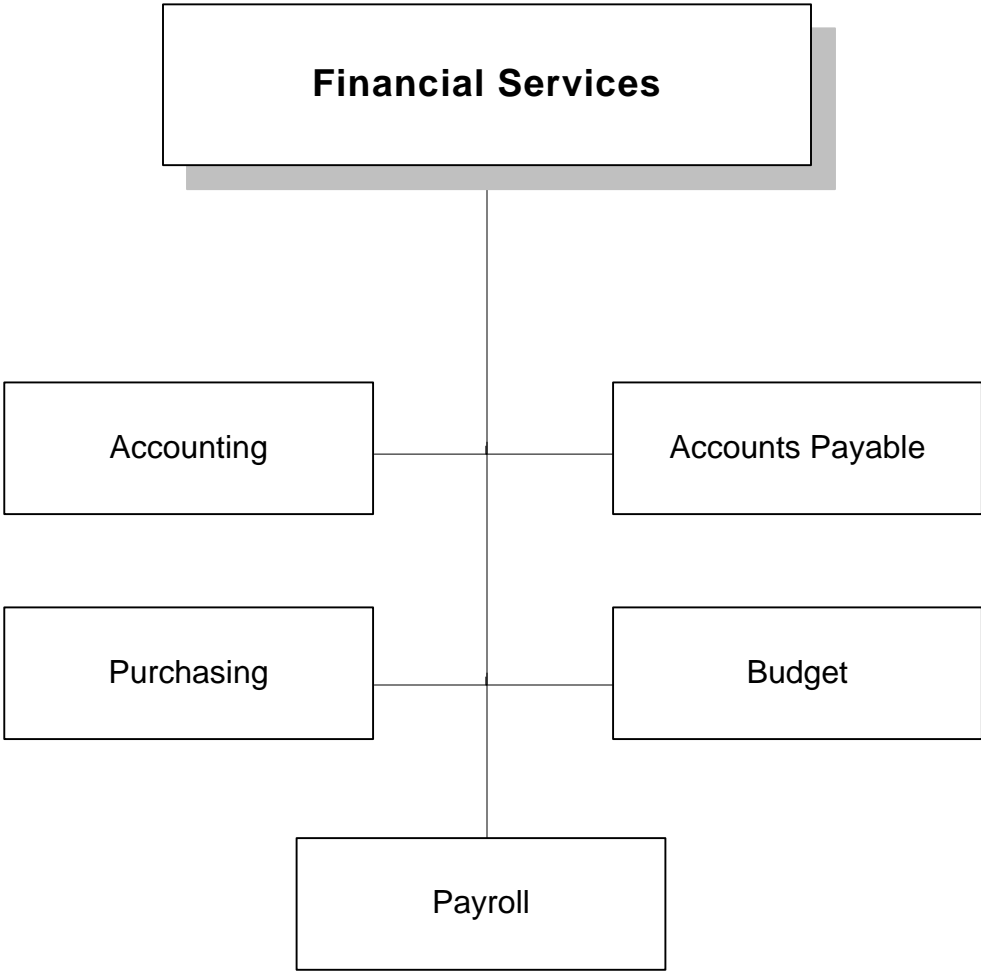 Financial Services
Accounting
Accounts Payable
Purchasing
Budget
Payroll